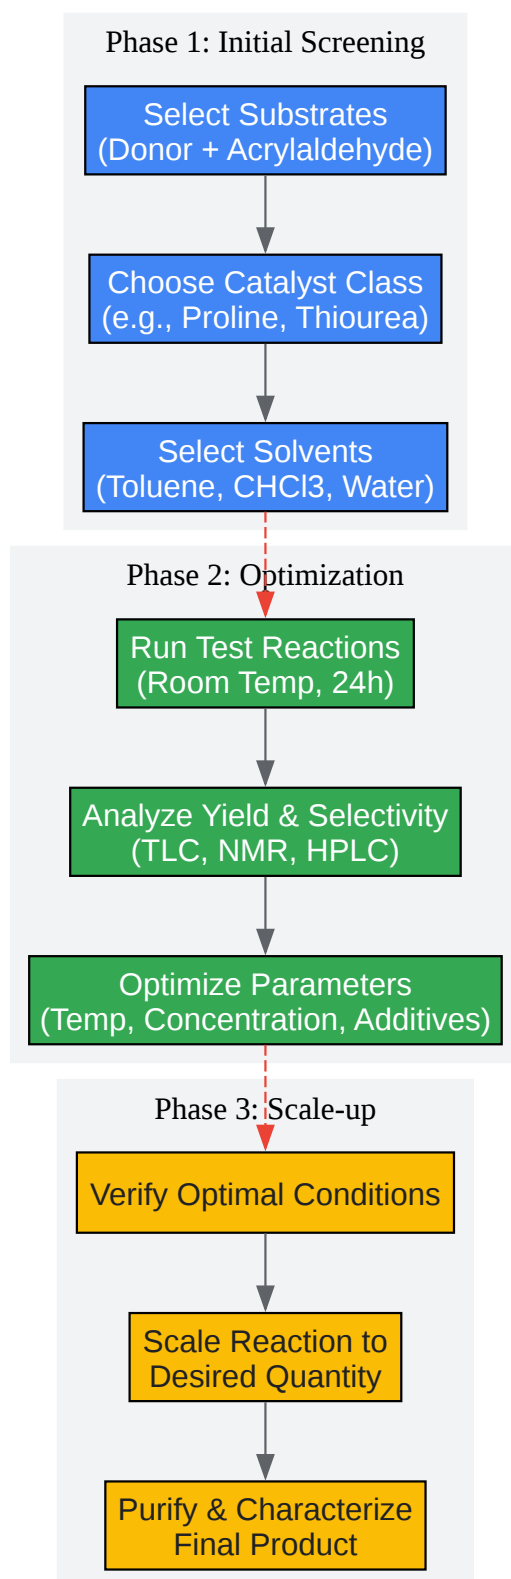 Phase 1: Initial Screening
Select Substrates
(Donor + Acrylaldehyde)
Choose Catalyst Class
(e.g., Proline, Thiourea)
Select Solvents
(Toluene, CHCl3, Water)
Phase 2: Optimization
Run Test Reactions
(Room Temp, 24h)
Analyze Yield & Selectivity
(TLC, NMR, HPLC)
Optimize Parameters
(Temp, Concentration, Additives)
Phase 3: Scale-up
Verify Optimal Conditions
Scale Reaction to
Desired Quantity
Purify & Characterize
Final Product